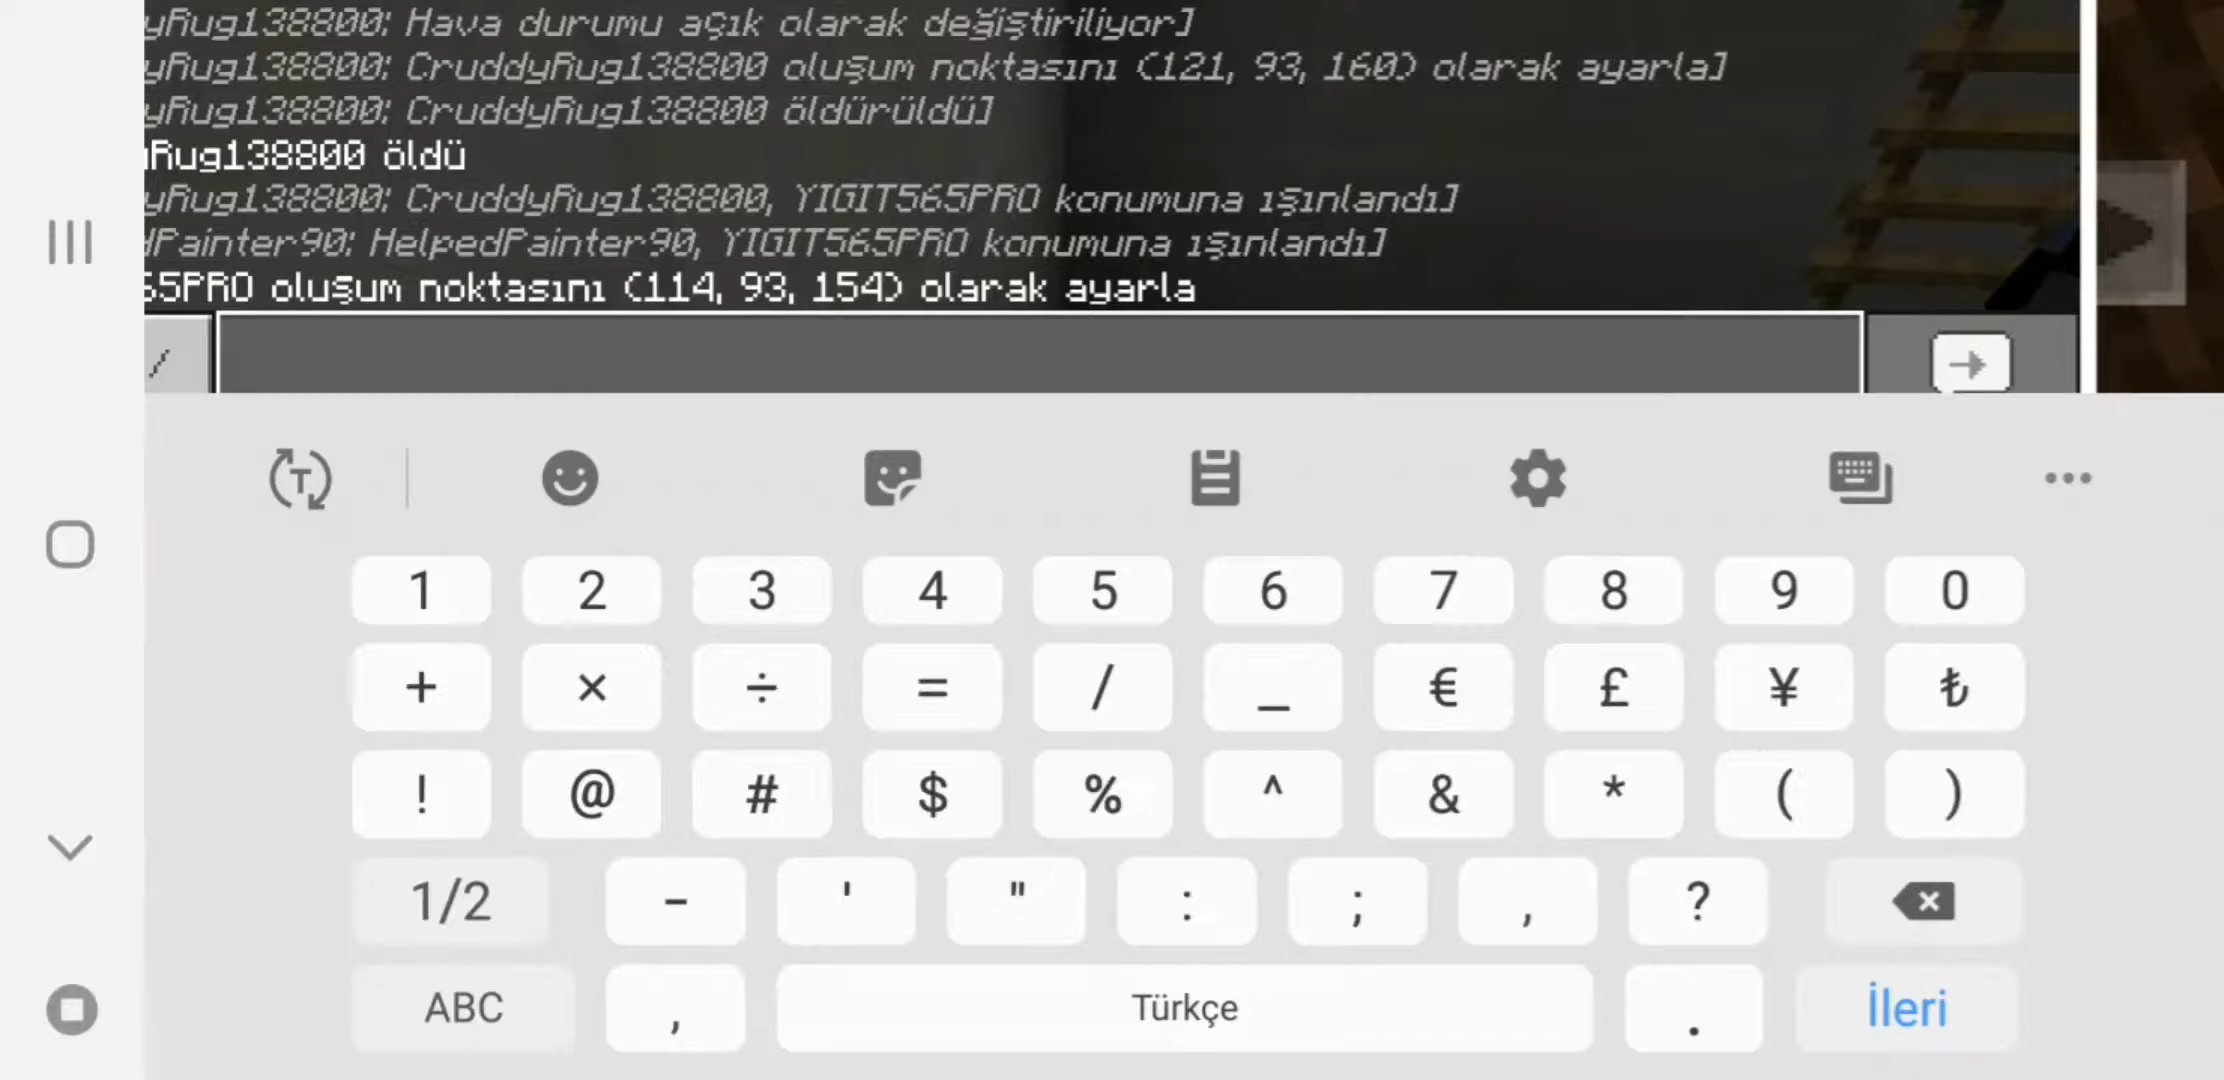 yRug138800: Hava durumu açık olarak değiştiriliyor]
yRug138800: CruddyRug138800 oluşum noktasını (121, 93, 160) olarak ayarla]
yRug138800: CruddyRug138800 öldürüldü]
Rug138800 öldü
yRug138800: CruddyRug138800, YIGIT565PRO konumuna ışınlandı]
dPainter90: HelpedPainter90, YIGIT565PRO konumuna ışınlandı]
65PRO oluşum noktasını (114, 93, 154) olarak ayarla
/
T
1 2 3 4 5 6 7 8 9 0
+ × ÷ = / _ € £ ¥ ₺
! @ # $ % ^ & * ( )
1/2 - ' " : ; , ?
ABC , Türkçe . İleri